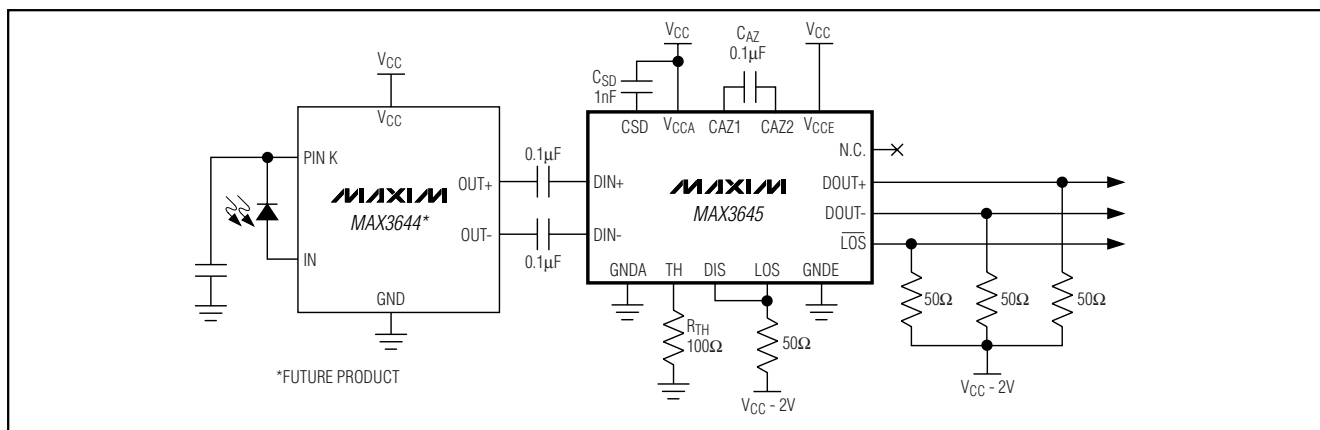 VCC
VCC
PIN K
MAXIM
MAX3644*
OUT+
OUT-
IN
GND
*FUTURE PRODUCT
0.1µF
0.1µF
VCC
CSD
1nF
CAZ
0.1µF
VCC
CSD
VCCA
CAZ1
CAZ2
VCCE
N.C.
DIN+
MAXIM
DOUT+
MAX3645
DOUT-
DIN-
LOS
GNDA
TH
DIS
LOS
GNDE
RTH
100Ω
50Ω
VCC - 2V
50Ω
50Ω
50Ω
VCC - 2V